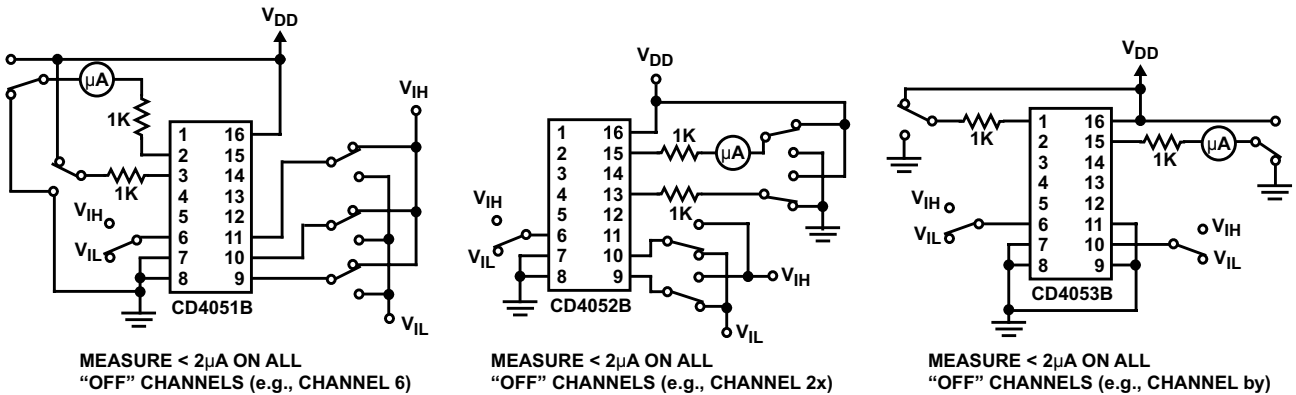 VDD
µA
1K
1K
1 16
2 15
3 14
4 13
5 12
6 11
7 10
8 9
VIH
VIL
VIH
VIL
CD4051B
MEASURE < 2µA ON ALL
“OFF” CHANNELS (e.g., CHANNEL 6)
VDD
1 16
2 15
3 14
4 13
5 12
6 11
7 10
8 9
1K
µA
1K
VIH
VIL
VIH
VIL
CD4052B
MEASURE < 2µA ON ALL
“OFF” CHANNELS (e.g., CHANNEL 2x)
VDD
1K
1 16
2 15
3 14
4 13
5 12
6 11
7 10
8 9
1K
µA
VIH
VIL
VIH
VIL
CD4053B
MEASURE < 2µA ON ALL
“OFF” CHANNELS (e.g., CHANNEL by)